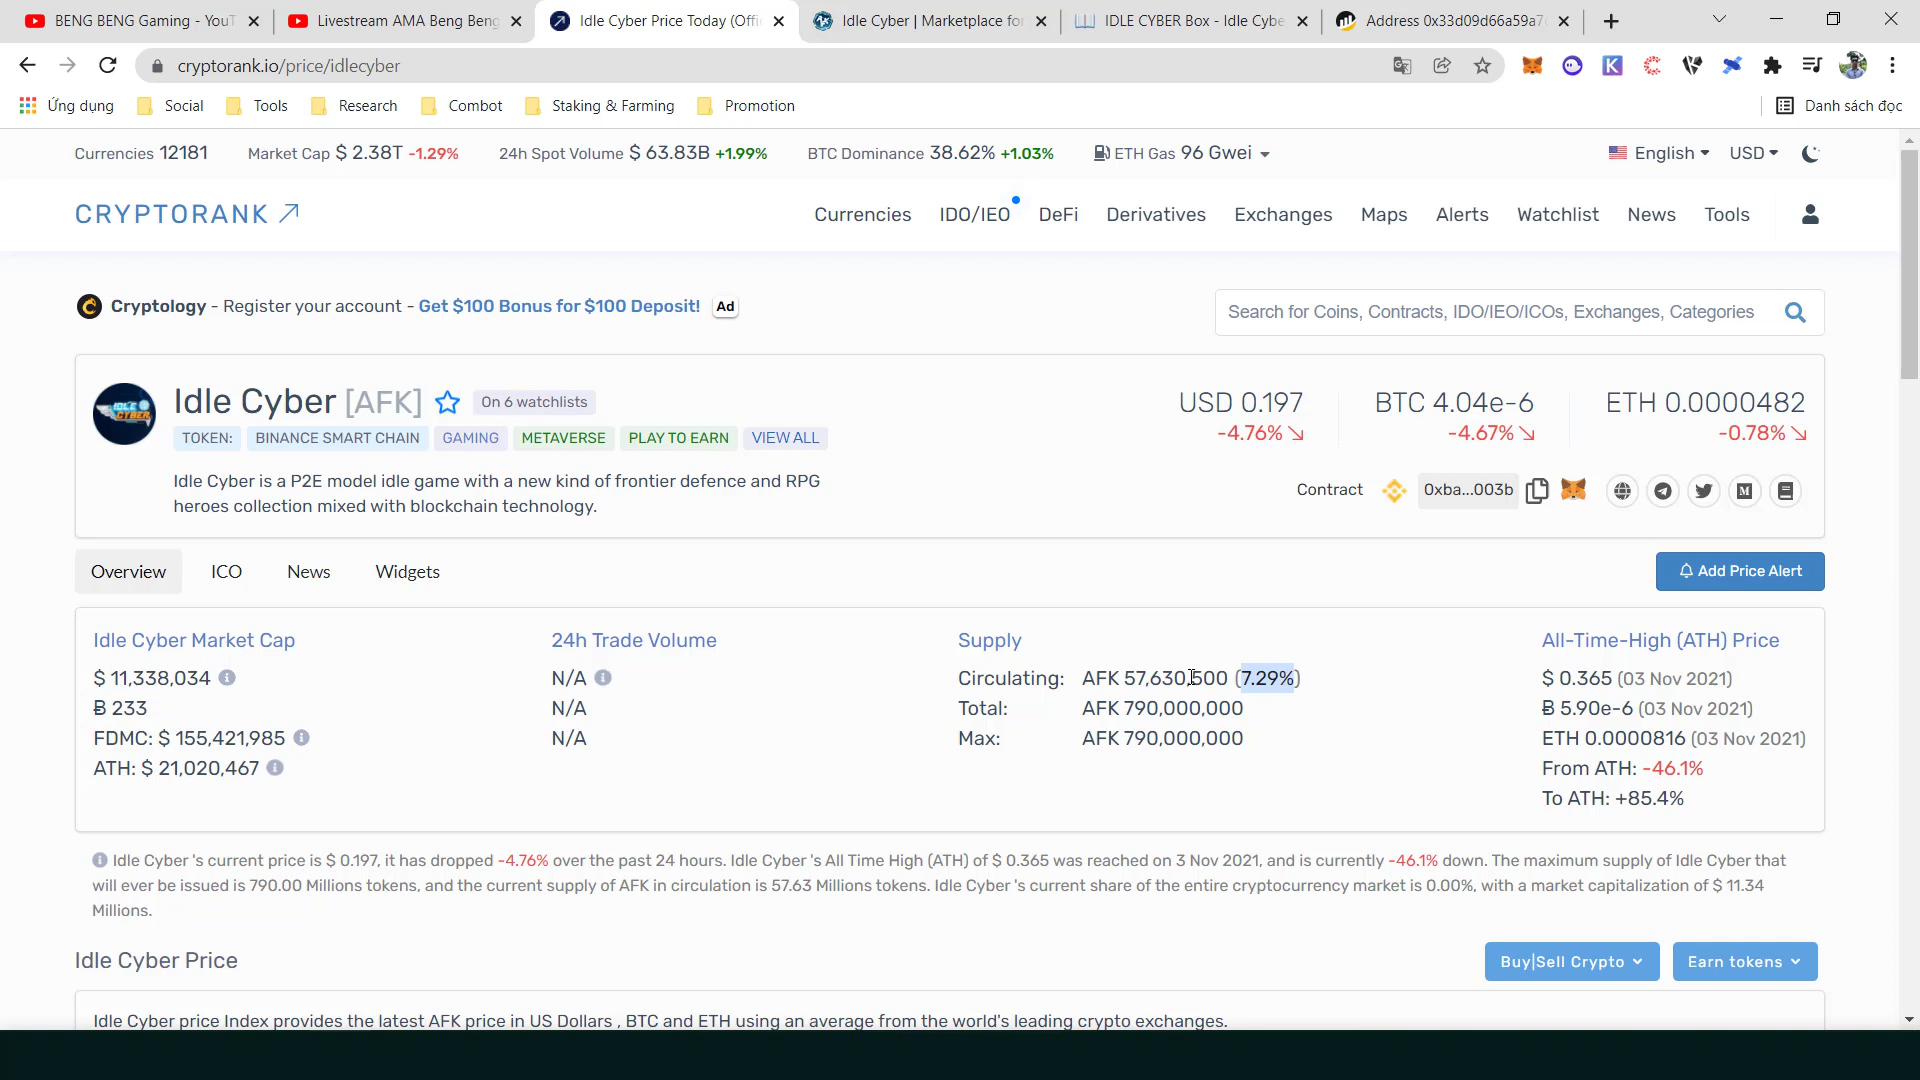 BENG BENG Gaming - YouT
Livestream AMA Beng Beng
Idle Cyber Price Today (Offi
Idle Cyber | Marketplace for
IDLE CYBER Box - Idle Cybe
Address 0x33d09d66a59a7
cryptorank.io/price/idlecyber
Ứng dụng
Social
Tools
Research
Combot
Staking & Farming
Promotion
Danh sách đọc
Currencies 12181
Market Cap $ 2.38T -1.29%
24h Spot Volume $ 63.83B +1.99%
BTC Dominance 38.62% +1.03%
ETH Gas 96 Gwei
English
USD
CRYPTORANK
Currencies
IDO/IEO
DeFi
Derivatives
Exchanges
Maps
Alerts
Watchlist
News
Tools
Cryptology - Register your account - Get $100 Bonus for $100 Deposit! Ad
Search for Coins, Contracts, IDO/IEO/ICOs, Exchanges, Categories
IDLE CYBER
Idle Cyber [AFK]
On 6 watchlists
USD 0.197
-4.76%
BTC 4.04e-6
-4.67%
ETH 0.0000482
-0.78%
TOKEN:
BINANCE SMART CHAIN
GAMING
METAVERSE
PLAY TO EARN
VIEW ALL
Idle Cyber is a P2E model idle game with a new kind of frontier defence and RPG
heroes collection mixed with blockchain technology.
Contract
0xba...003b
Overview
ICO
News
Widgets
Add Price Alert
Idle Cyber Market Cap
$ 11,338,034
Ƀ 233
FDMC: $ 155,421,985
ATH: $ 21,020,467
24h Trade Volume
N/A
N/A
N/A
Supply
Circulating: AFK 57,630,500 (7.29%)
Total: AFK 790,000,000
Max: AFK 790,000,000
All-Time-High (ATH) Price
$ 0.365 (03 Nov 2021)
Ƀ 5.90e-6 (03 Nov 2021)
ETH 0.0000816 (03 Nov 2021)
From ATH: -46.1%
To ATH: +85.4%
Idle Cyber 's current price is $ 0.197, it has dropped -4.76% over the past 24 hours. Idle Cyber 's All Time High (ATH) of $ 0.365 was reached on 3 Nov 2021, and is currently -46.1% down. The maximum supply of Idle Cyber that
will ever be issued is 790.00 Millions tokens, and the current supply of AFK in circulation is 57.63 Millions tokens. Idle Cyber 's current share of the entire cryptocurrency market is 0.00%, with a market capitalization of $ 11.34
Millions.
Idle Cyber Price
Buy|Sell Crypto
Earn tokens
Idle Cyber price Index provides the latest AFK price in US Dollars , BTC and ETH using an average from the world's leading crypto exchanges.